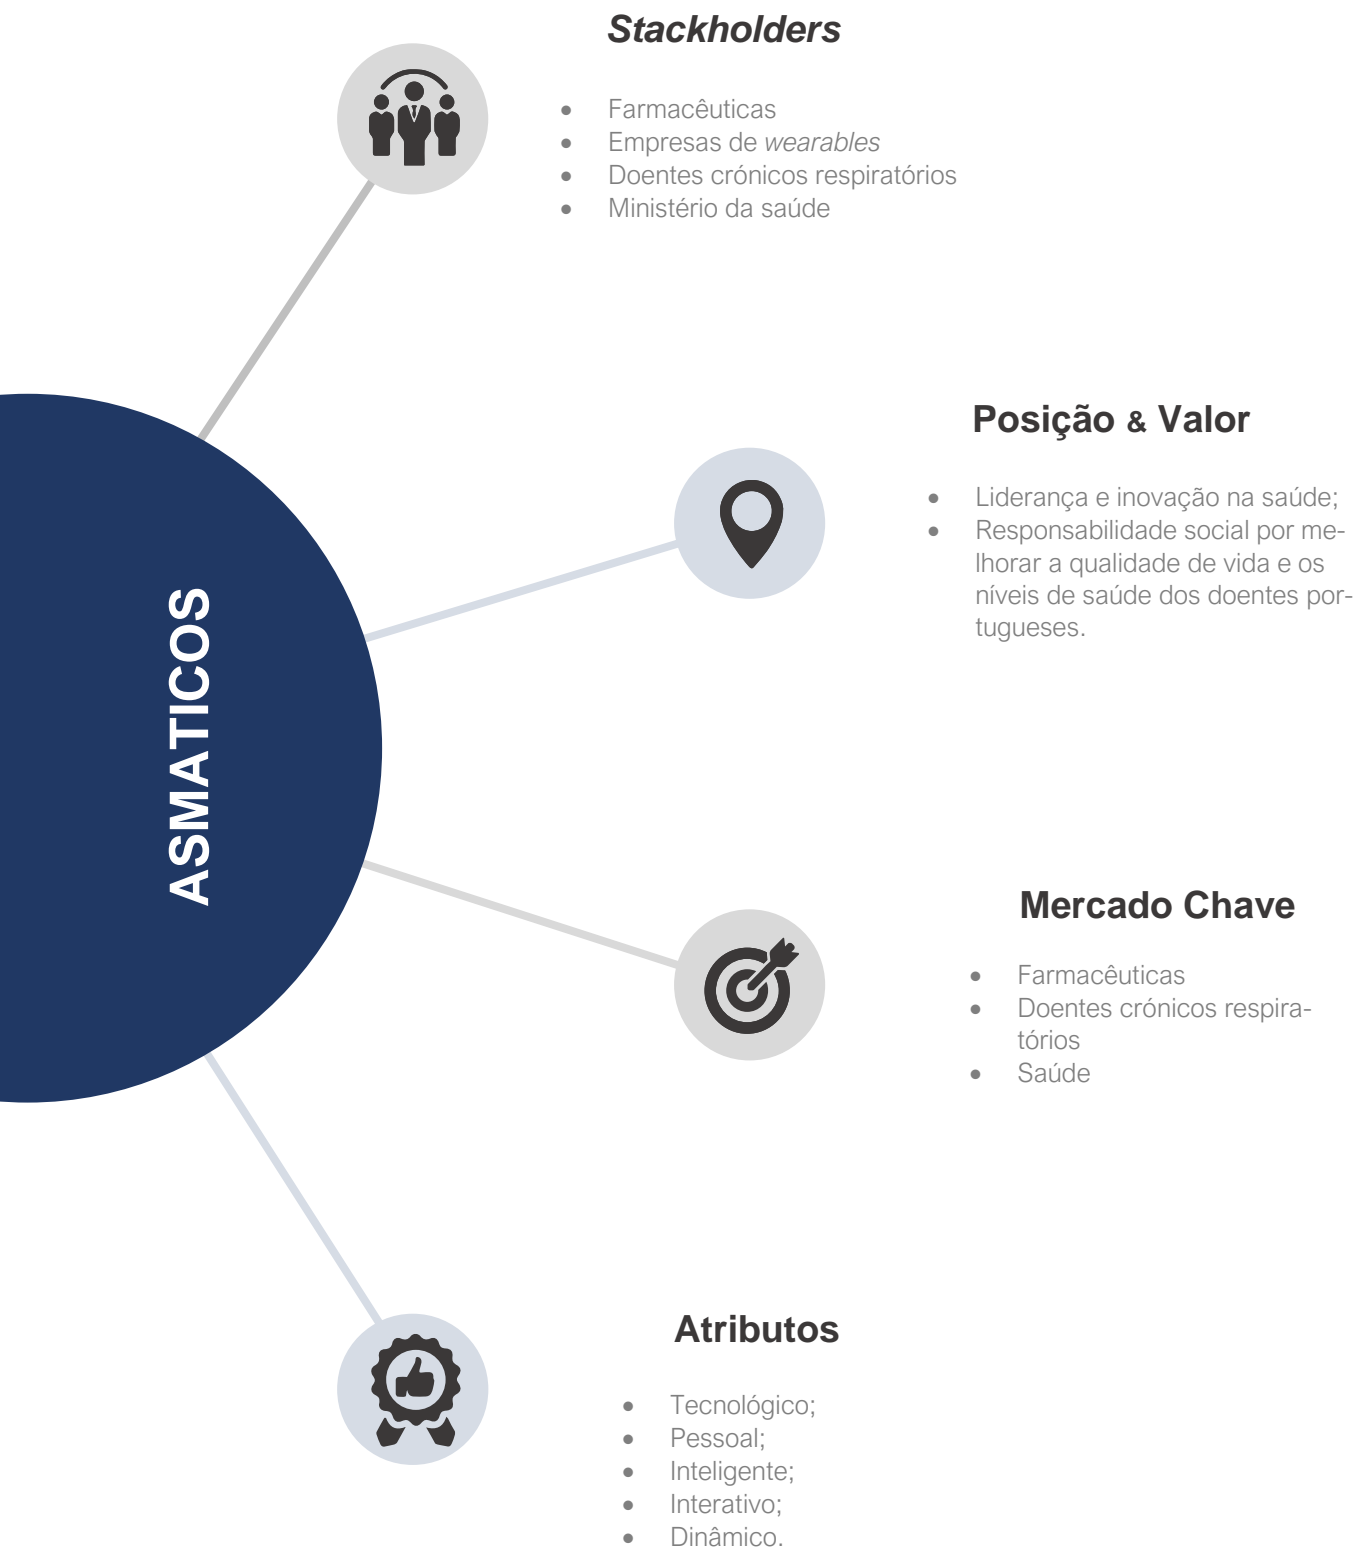 Stackholders
• Farmacêuticas
• Empresas de wearables
• Doentes crónicos respiratórios
• Ministério da saúde
Posição & Valor
• Liderança e inovação na saúde;
• Responsabilidade social por me-
lhorar a qualidade de vida e os
níveis de saúde dos doentes por-
tugueses.
ASMATICOS
Mercado Chave
• Farmacêuticas
• Doentes crónicos respira-
tórios
• Saúde
Atributos
• Tecnológico;
• Pessoal;
• Inteligente;
• Interativo;
• Dinâmico.